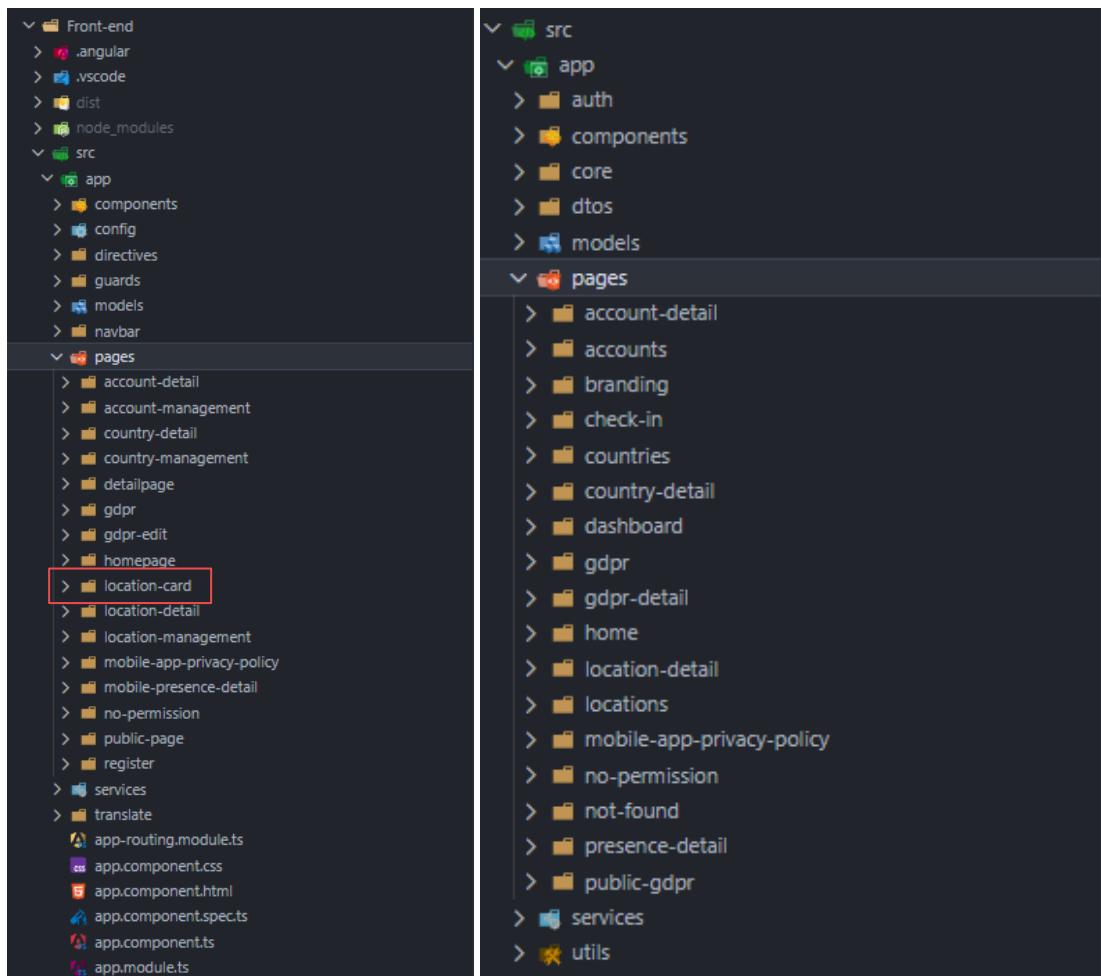 Front-end
.angular
.vscode
dist
node_modules
src
app
components
config
directives
guards
models
navbar
pages
account-detail
account-management
country-detail
country-management
detailpage
gdpr
gdpr-edit
homepage
location-card
location-detail
location-management
mobile-app-privacy-policy
mobile-presence-detail
no-permission
public-page
register
services
translate
app-routing.module.ts
app.component.css
app.component.html
app.component.spec.ts
app.component.ts
app.module.ts
src
app
auth
components
core
dtos
models
pages
account-detail
accounts
branding
check-in
countries
country-detail
dashboard
gdpr
gdpr-detail
home
location-detail
locations
mobile-app-privacy-policy
no-permission
not-found
presence-detail
public-gdpr
services
utils